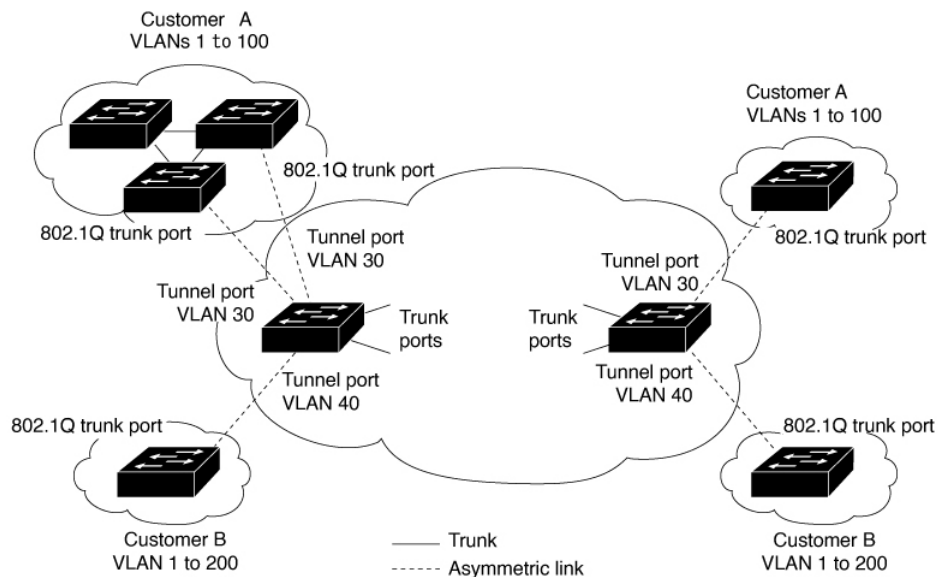 Customer A
VLANs 1 to 100
Customer A
VLANs 1 to 100
802.1Q trunk port
802.1Q trunk port
802.1Q trunk port
Tunnel port
VLAN 30
Tunnel port
VLAN 30
Tunnel port
VLAN 30
Trunk
ports
Trunk
ports
Tunnel port
VLAN 40
Tunnel port
VLAN 40
802.1Q trunk port
802.1Q trunk port
Customer B
VLAN 1 to 200
Trunk
Asymmetric link
Customer B
VLAN 1 to 200